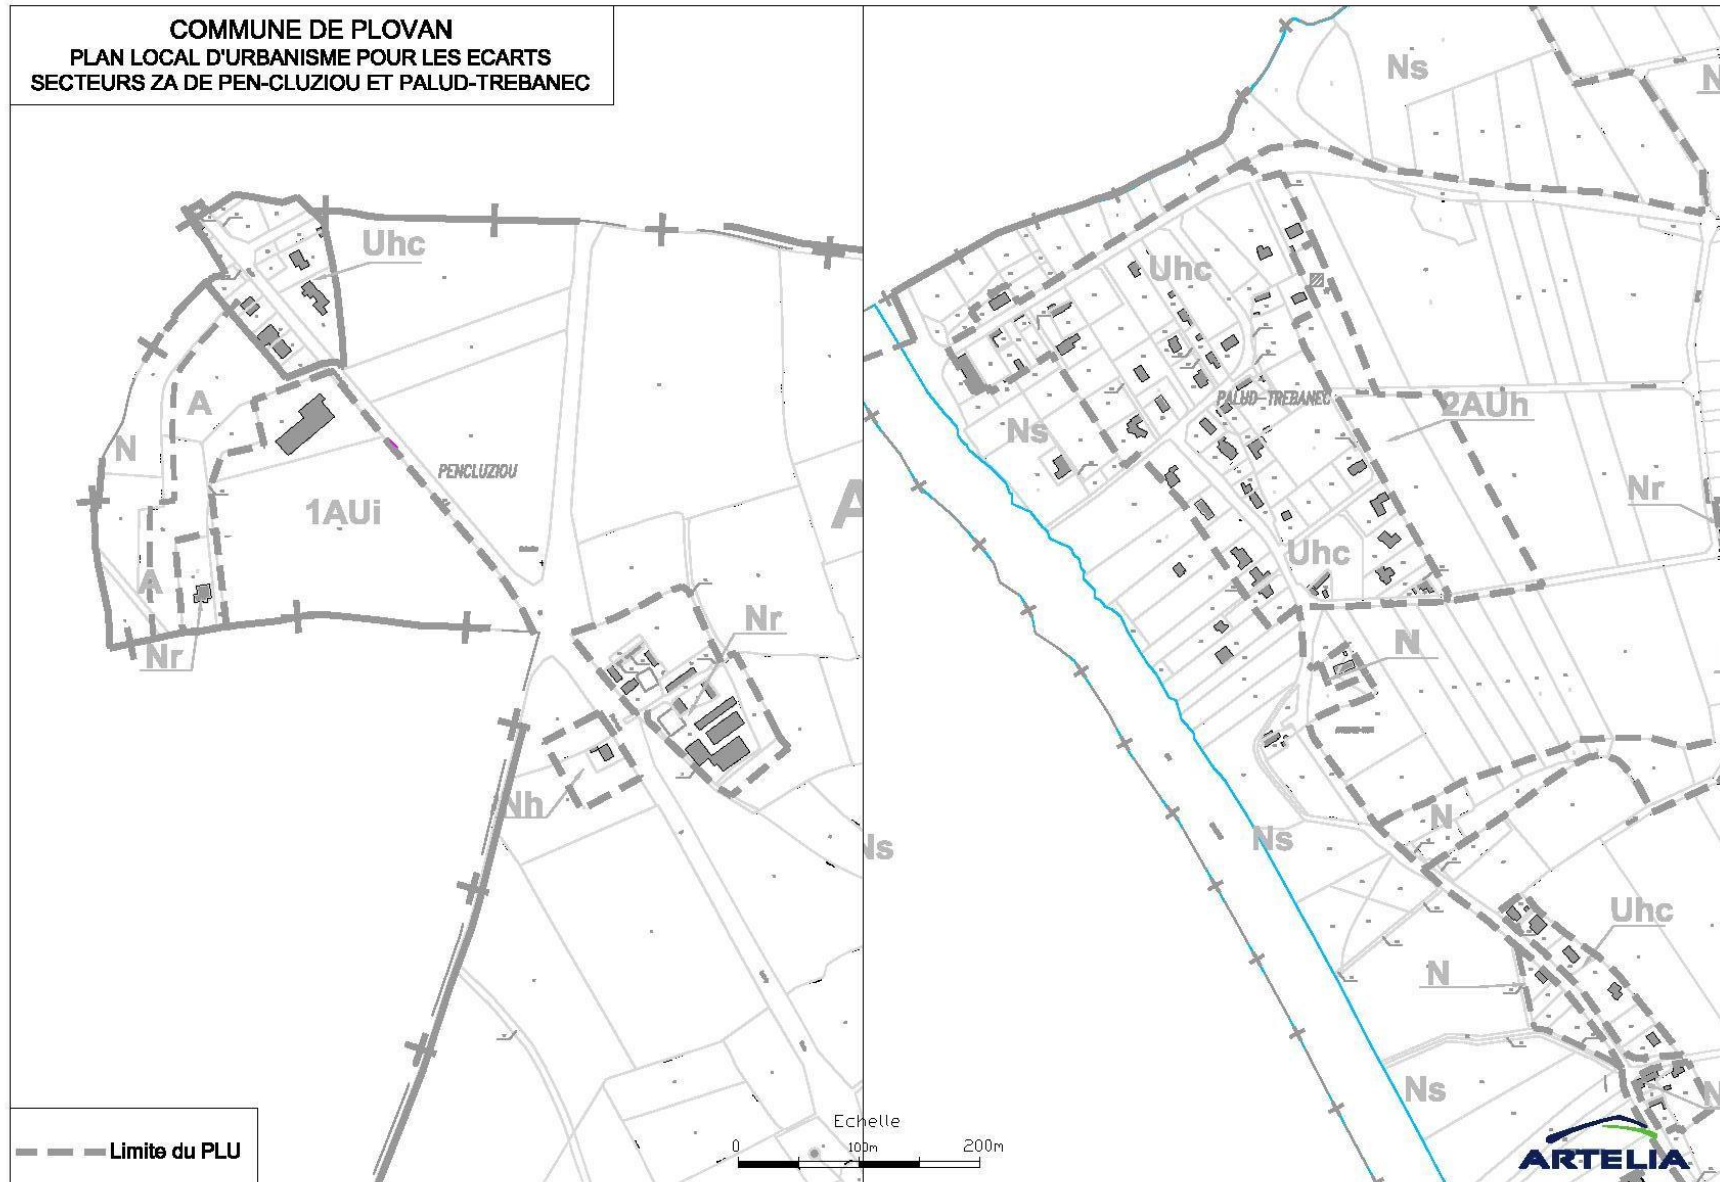 COMMUNE DE PLOVAN
PLAN LOCAL D'URBANISME POUR LES ECARTS
SECTEURS ZA DE PEN-CLUZIOU ET PALUD-TREBANEC
Uhc
A
N
PENCLUZIOU
1AUi
A
A
Nr
Nr
Nh
Ns
Ns
N
Uhc
PALUD-TREBANEC
2AUh
Ns
Nr
Uhc
N
N
Ns
Uhc
N
Ns
N
Limite du PLU
Echelle
0
100m
200m
ARTELIA